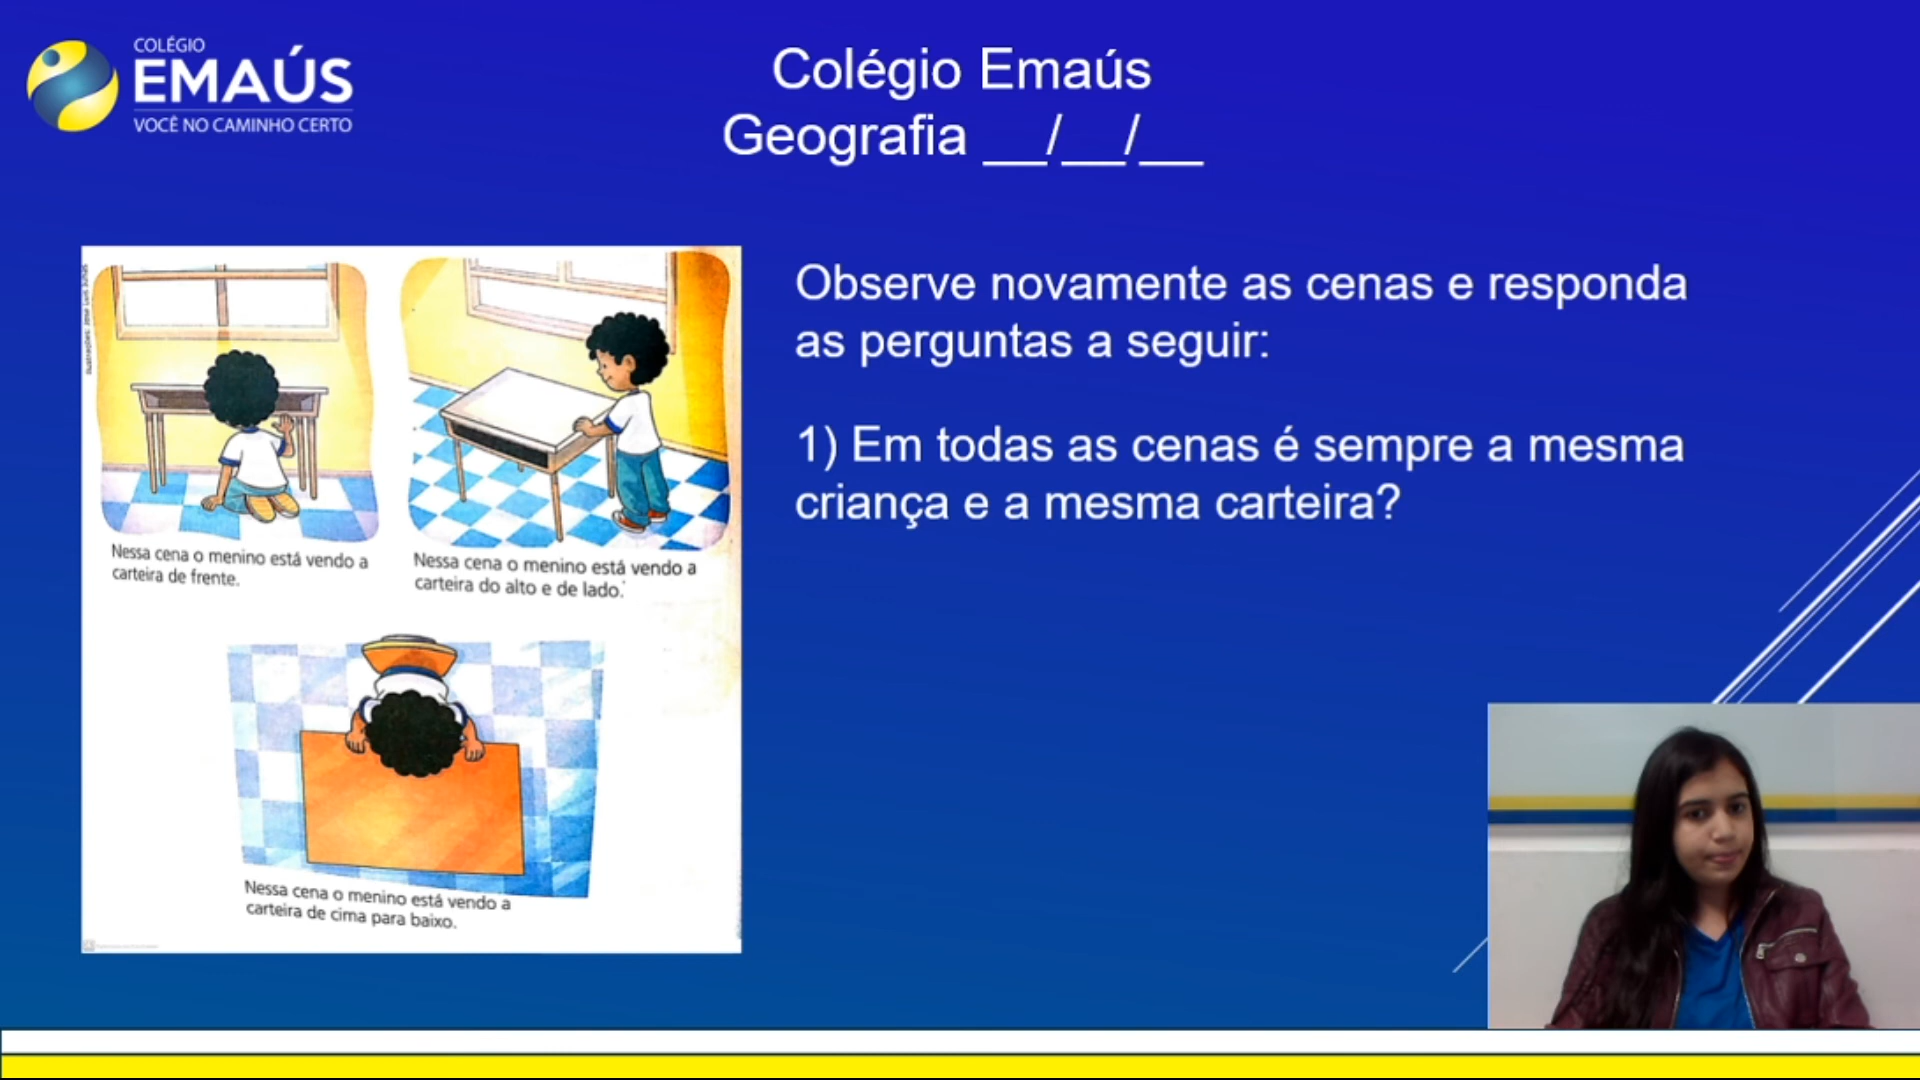 COLÉGIO
EMAÚS
VOCÊ NO CAMINHO CERTO
Colégio Emaús
Geografia __/__/__
Observe novamente as cenas e responda
as perguntas a seguir:
1) Em todas as cenas é sempre a mesma
criança e a mesma carteira?
Nessa cena o menino está vendo a
carteira de frente.
Nessa cena o menino está vendo a
carteira do alto e de lado.
Nessa cena o menino está vendo a
carteira de cima para baixo.